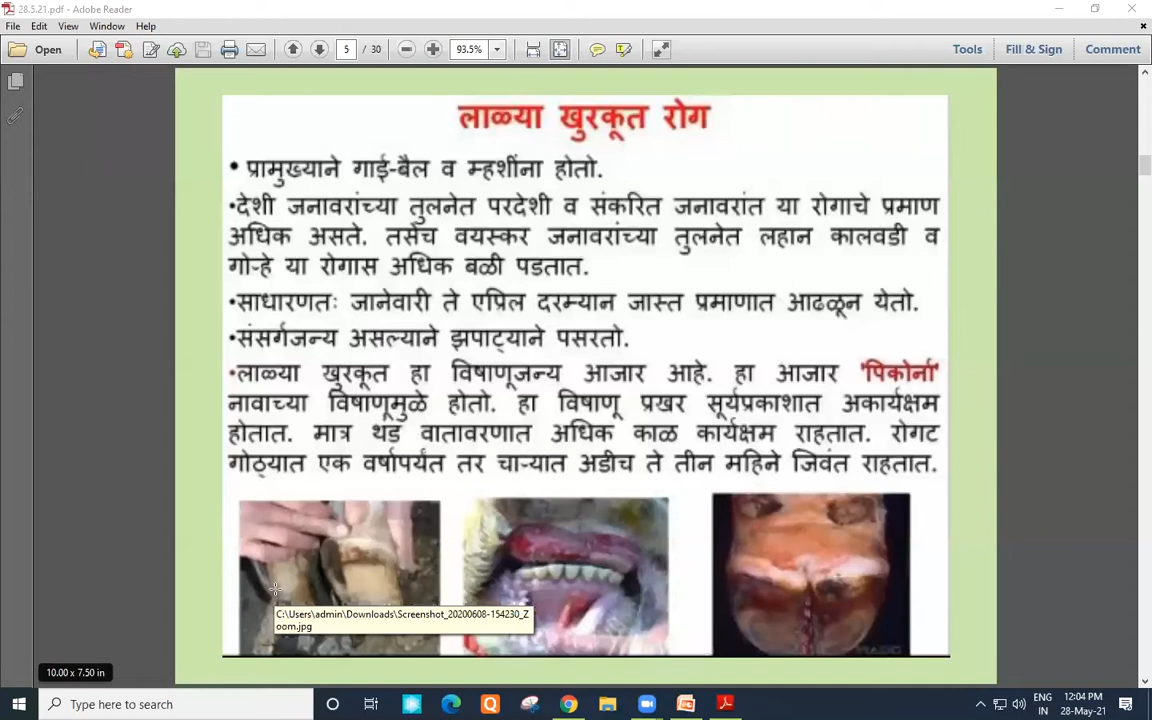 28.5.21.pdf - Adobe Reader
File Edit View Window Help
Open 5 / 30 93.5% Tools Fill & Sign Comment
लाळ्या खुरकूत रोग
• प्रामुख्याने गाई-बैल व म्हशींना होतो.
•देशी जनावरांच्या तुलनेत परदेशी व संकरित जनावरांत या रोगाचे प्रमाण
अधिक असते. तसेच वयस्कर जनावरांच्या तुलनेत लहान कालवडी व
गोऱ्हे या रोगास अधिक बळी पडतात.
•साधारणतः जानेवारी ते एप्रिल दरम्यान जास्त प्रमाणात आढळून येतो.
•संसर्गजन्य असल्याने झपाट्याने पसरतो.
•लाळ्या खुरकूत हा विषाणूजन्य आजार आहे. हा आजार 'पिकोर्ना'
नावाच्या विषाणूमुळे होतो. हा विषाणू प्रखर सूर्यप्रकाशात अकार्यक्षम
होतात. मात्र थंड वातावरणात अधिक काळ कार्यक्षम राहतात. रोगट
गोठ्यात एक वर्षापर्यंत तर चाऱ्यात अडीच ते तीन महिने जिवंत राहतात.
C:\Users\admin\Downloads\Screenshot_20200608-154230_Z
oom.jpg
10.00 x 7.50 in
Type here to search
ENG 12:04 PM
IN 28-May-21